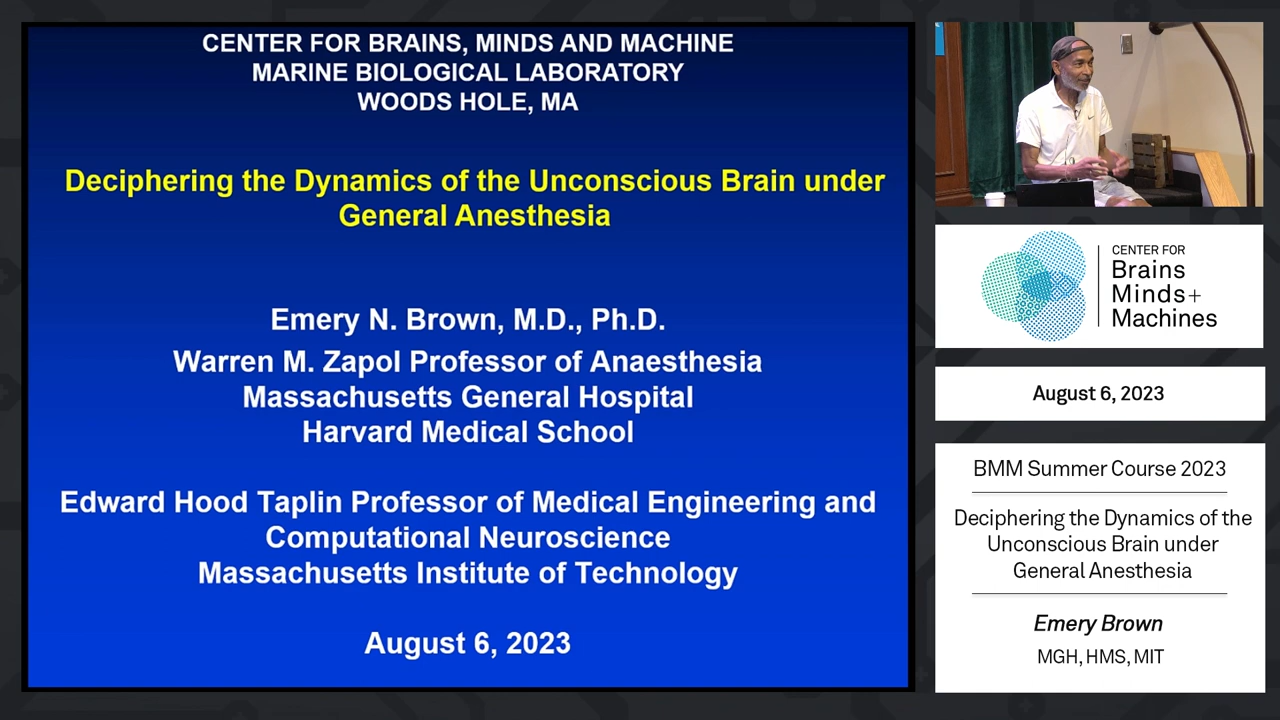 CENTER FOR BRAINS, MINDS AND MACHINE
MARINE BIOLOGICAL LABORATORY
WOODS HOLE, MA
Deciphering the Dynamics of the Unconscious Brain under
General Anesthesia
Emery N. Brown, M.D., Ph.D.
Warren M. Zapol Professor of Anaesthesia
Massachusetts General Hospital
Harvard Medical School
Edward Hood Taplin Professor of Medical Engineering and
Computational Neuroscience
Massachusetts Institute of Technology
August 6, 2023
CENTER FOR
Brains
Minds+
Machines
August 6, 2023
BMM Summer Course 2023
Deciphering the Dynamics of the
Unconscious Brain under
General Anesthesia
Emery Brown
MGH, HMS, MIT